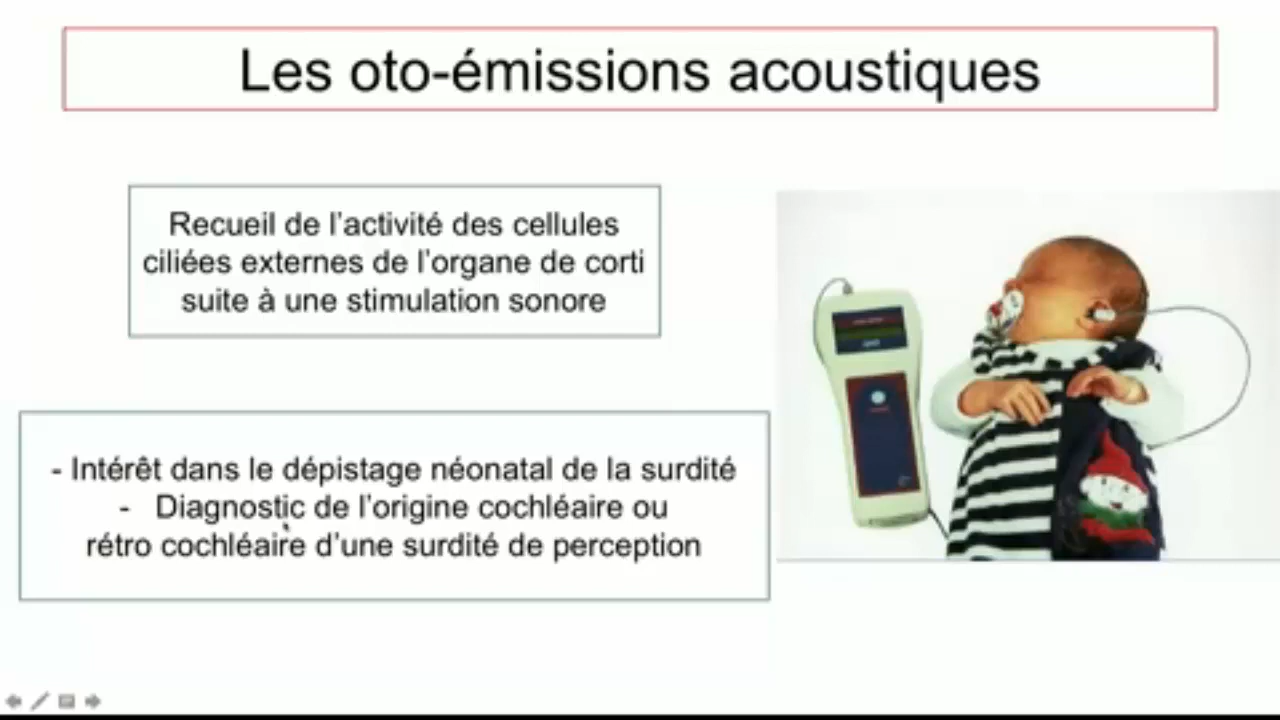 Les oto-émissions acoustiques
Recueil de l'activité des cellules
ciliées externes de l'organe de corti
suite à une stimulation sonore
- Intérêt dans le dépistage néonatal de la surdité
- Diagnostic de l'origine cochléaire ou
rétro cochléaire d'une surdité de perception